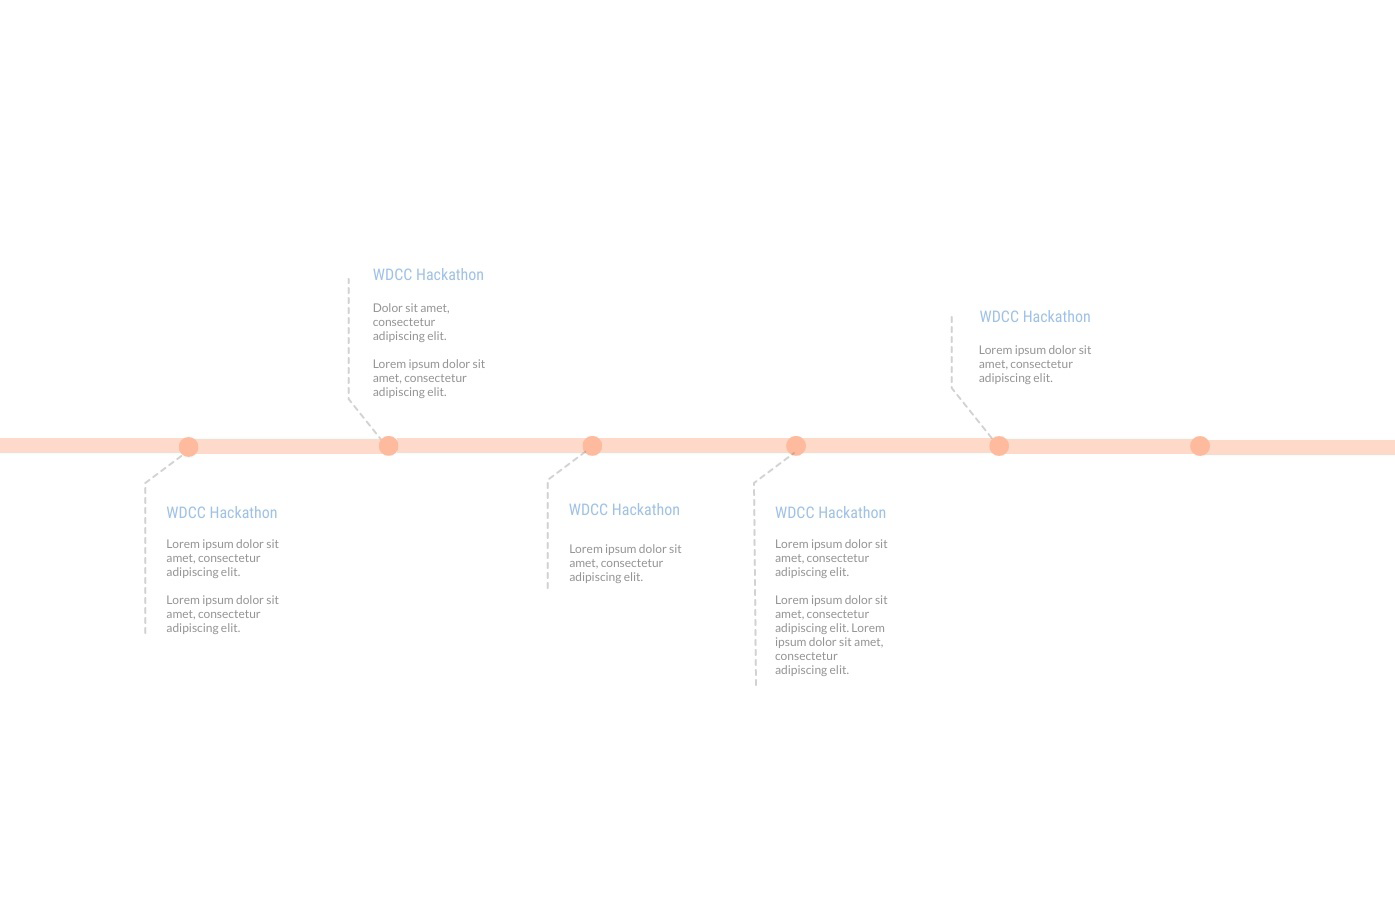 WDCC Hackathon
Dolor sit amet,
consectetur
adipiscing elit.
Lorem ipsum dolor sit
amet, consectetur
adipiscing elit.
WDCC Hackathon
Lorem ipsum dolor sit
amet, consectetur
adipiscing elit.
WDCC Hackathon
Lorem ipsum dolor sit
amet, consectetur
adipiscing elit.
Lorem ipsum dolor sit
amet, consectetur
adipiscing elit.
WDCC Hackathon
Lorem ipsum dolor sit
amet, consectetur
adipiscing elit.
WDCC Hackathon
Lorem ipsum dolor sit
amet, consectetur
adipiscing elit.
Lorem ipsum dolor sit
amet, consectetur
adipiscing elit. Lorem
ipsum dolor sit amet,
consectetur
adipiscing elit.